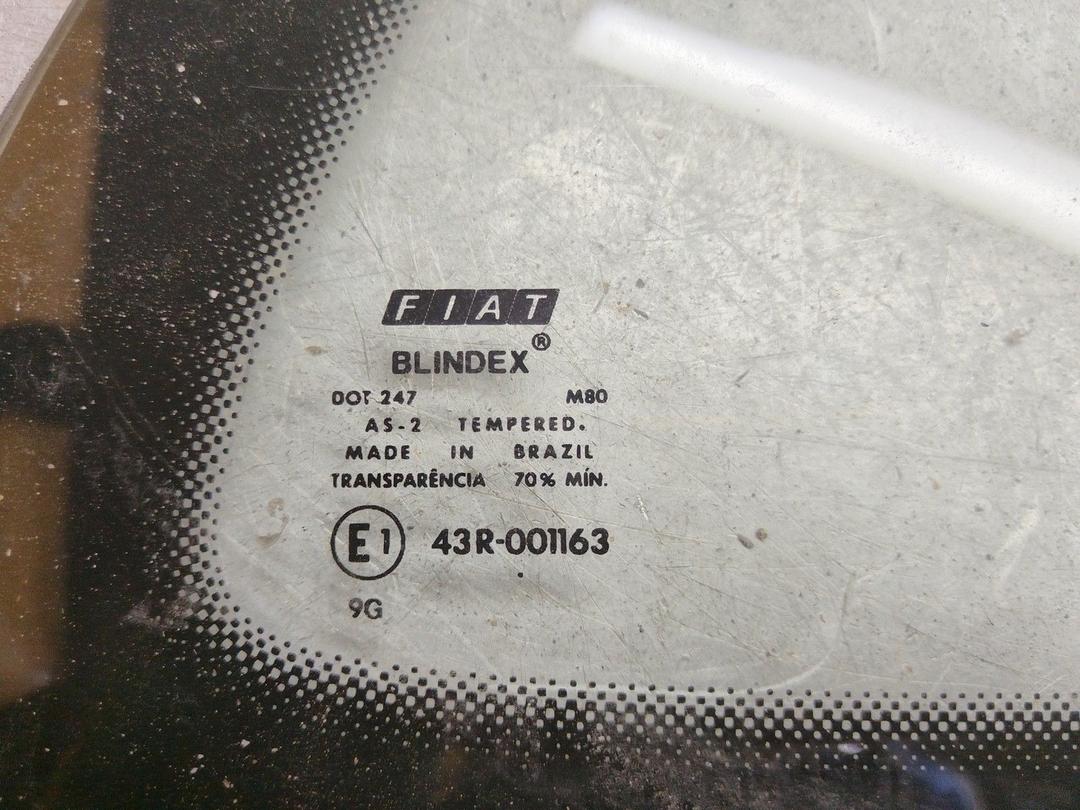 FIAT
BLINDEX®
DOT 247 M80
AS-2 TEMPERED.
MADE IN BRAZIL
TRANSPARÊNCIA 70% MÍN.
E1 43R-001163
9G